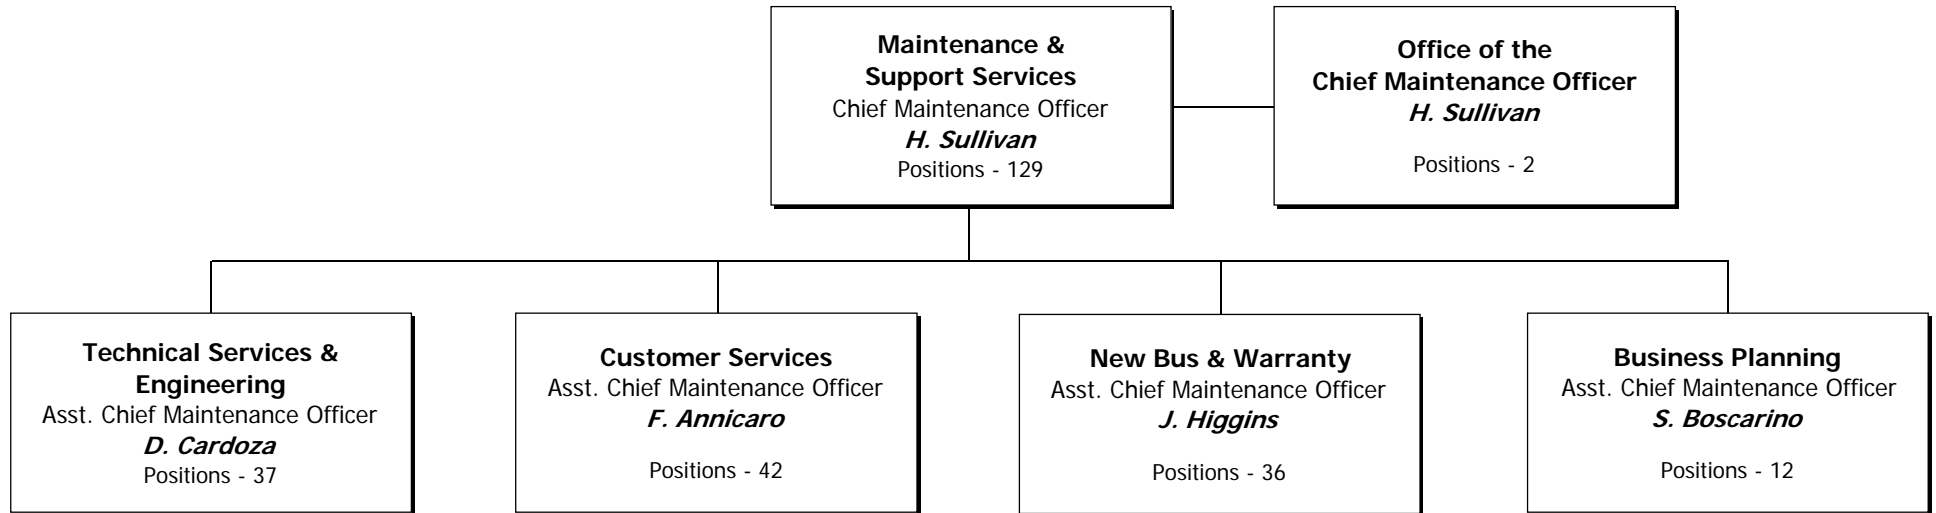 Maintenance &
Support Services
Chief Maintenance Officer
H. Sullivan
Positions - 129
Office of the
Chief Maintenance Officer
H. Sullivan
Positions - 2
Technical Services &
Engineering
Asst. Chief Maintenance Officer
D. Cardoza
Positions - 37
Customer Services
Asst. Chief Maintenance Officer
F. Annicaro
Positions - 42
New Bus & Warranty
Asst. Chief Maintenance Officer
J. Higgins
Positions - 36
Business Planning
Asst. Chief Maintenance Officer
S. Boscarino
Positions - 12